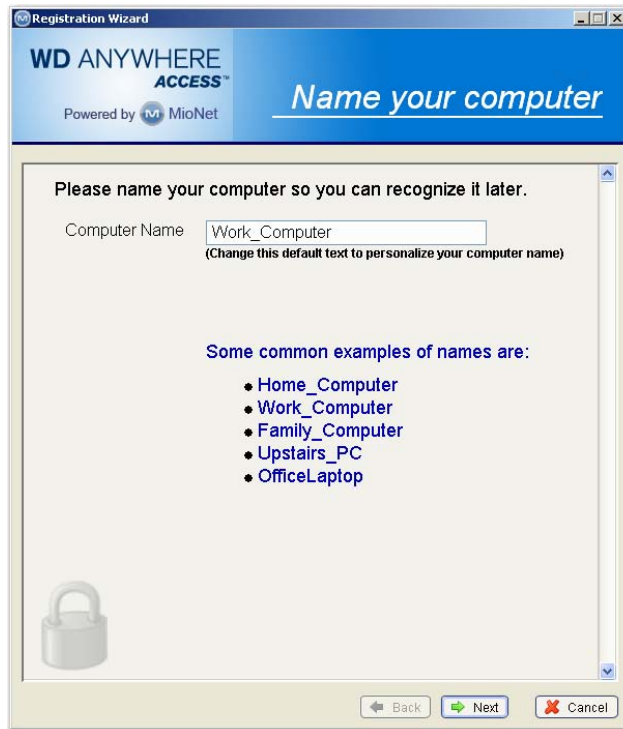 Registration Wizard
WD ANYWHERE
ACCESS™
Powered by M MioNet
Name your computer
Please name your computer so you can recognize it later.
Computer Name Work_Computer
(Change this default text to personalize your computer name)
Some common examples of names are:
• Home_Computer
• Work_Computer
• Family_Computer
• Upstairs_PC
• OfficeLaptop
Back Next Cancel